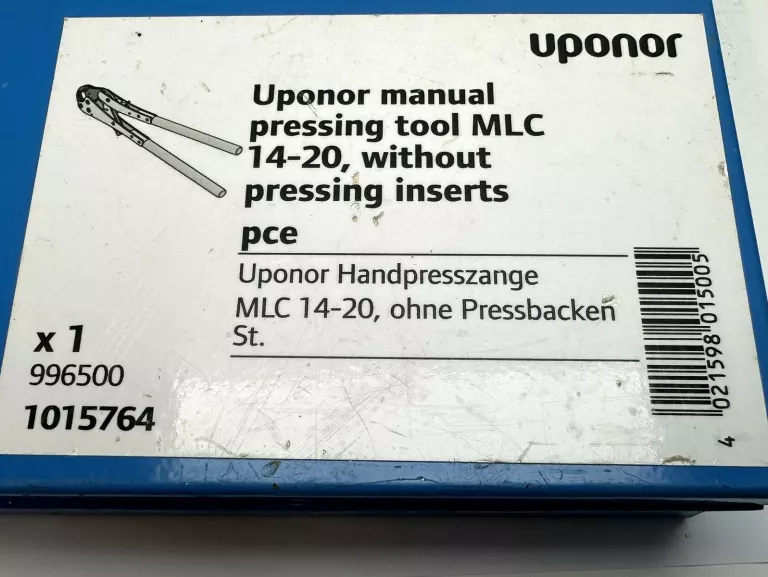 uponor
Uponor manual
pressing tool MLC
14-20, without
pressing inserts
pce
Uponor Handpresszange
MLC 14-20, ohne Pressbacken
St.
x 1
996500
1015764
4 021598 015005